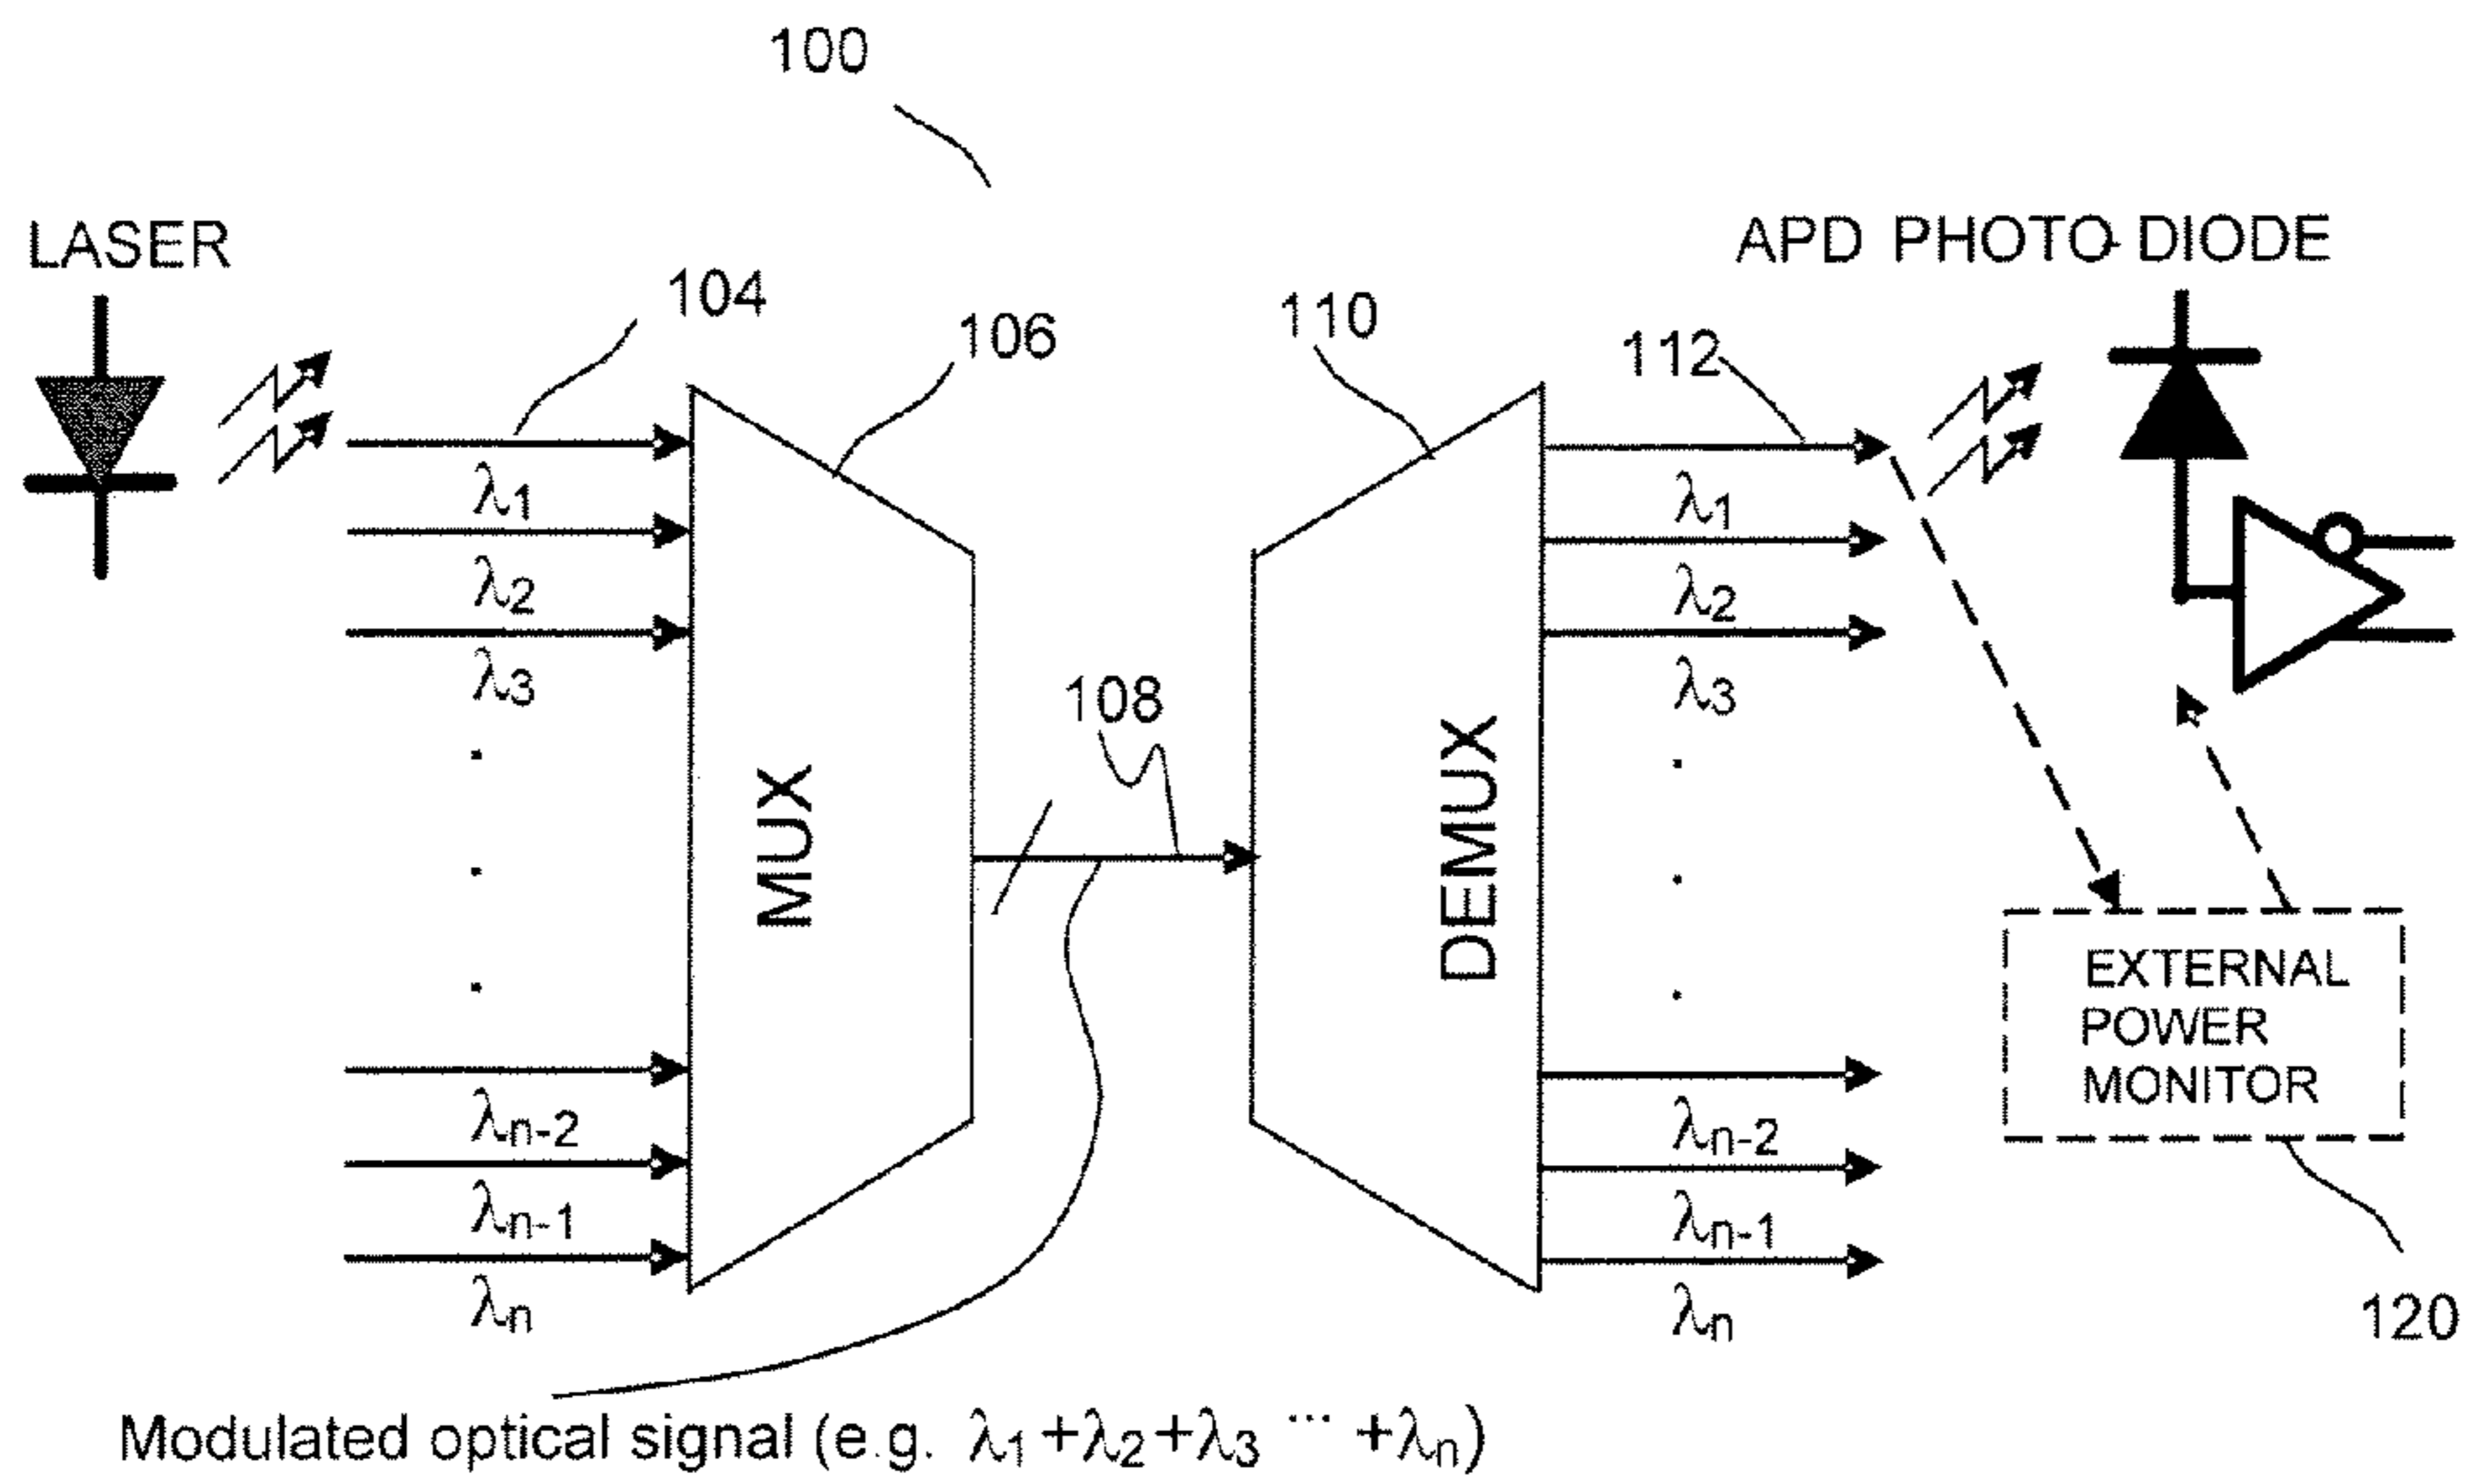 100
LASER
APD PHOTO DIODE
104
106
110
112
λ1
λ2
λ3
108
MUX
DEMUX
λ1
λ2
λ3
EXTERNAL
POWER
MONITOR
λn-2
λn-1
λn
λn-2
λn-1
λn
120
Modulated optical signal (e.g. λ1+λ2+λ3 ... +λn)